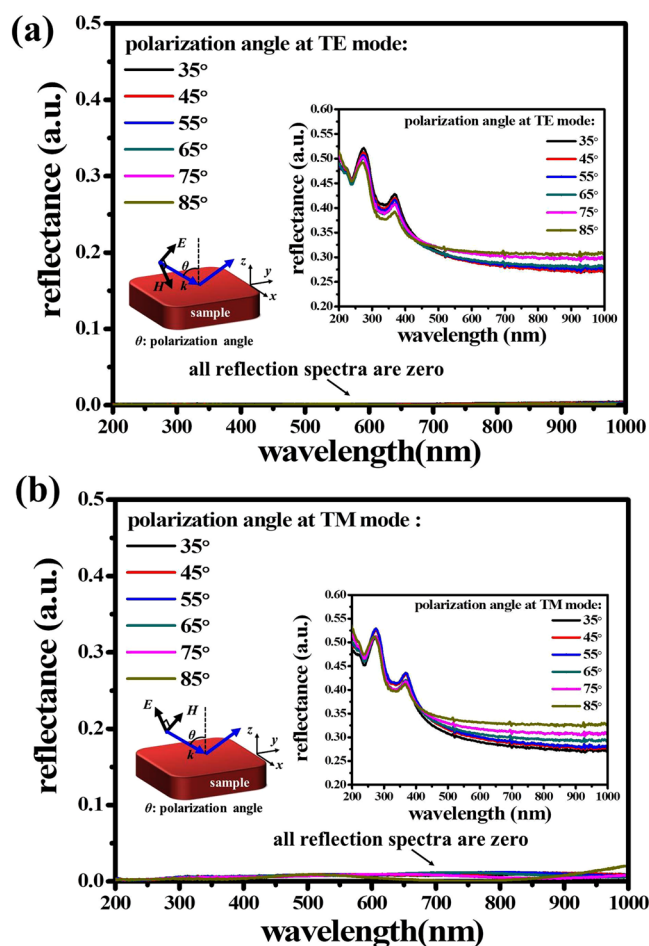 (a)
polarization angle at TE mode:
35°
45°
55°
65°
75°
85°
reflectance (a.u.)
0.5
0.4
0.3
0.2
0.1
0.0
200 300 400 500 600 700 800 900 1000
wavelength(nm)
E
H
θ
k
z
y
x
sample
θ: polarization angle
all reflection spectra are zero
polarization angle at TE mode:
35°
45°
55°
65°
75°
85°
reflectance (a.u.)
0.60
0.55
0.50
0.45
0.40
0.35
0.30
0.25
0.20
200 300 400 500 600 700 800 900 1000
wavelength (nm)
(b)
polarization angle at TM mode :
35°
45°
55°
65°
75°
85°
reflectance (a.u.)
0.5
0.4
0.3
0.2
0.1
0.0
200 300 400 500 600 700 800 900 1000
wavelength(nm)
E
H
θ
k
z
y
x
sample
θ: polarization angle
all reflection spectra are zero
polarization angle at TM mode:
35°
45°
55°
65°
75°
85°
reflectance (a.u.)
0.60
0.55
0.50
0.45
0.40
0.35
0.30
0.25
0.20
200 300 400 500 600 700 800 900 1000
wavelength (nm)